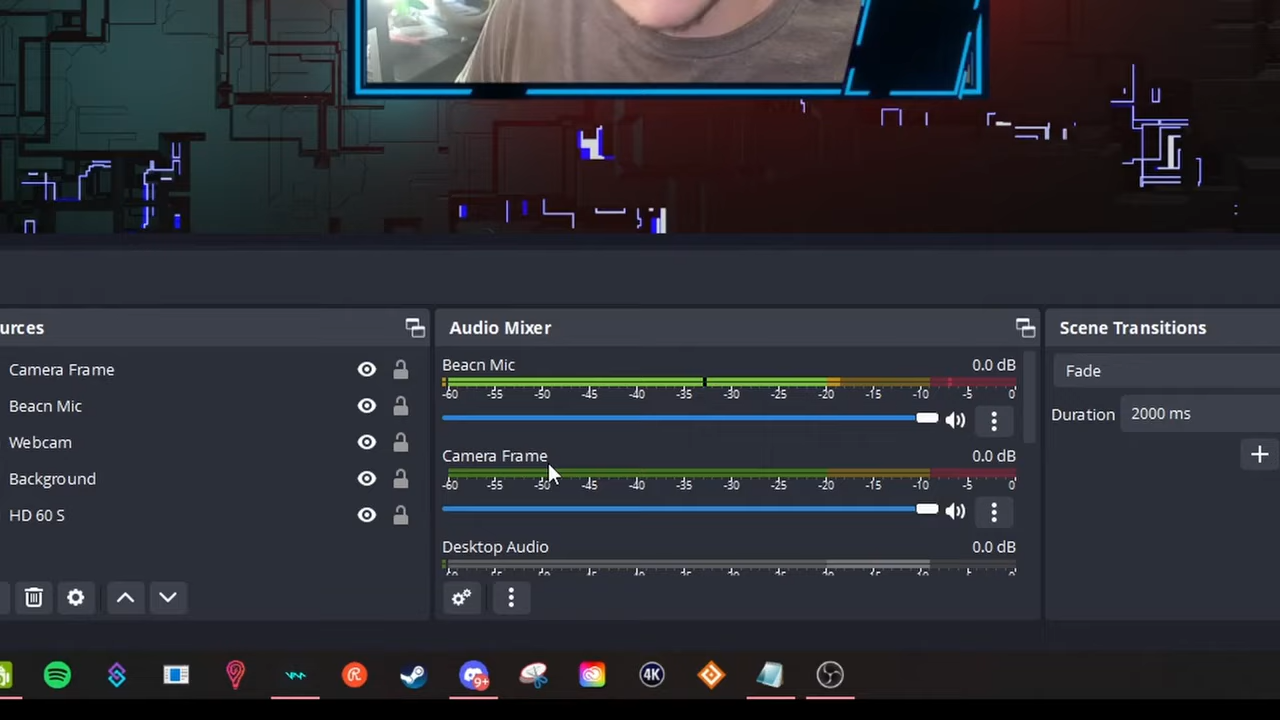 urces
Audio Mixer
Scene Transitions
Camera Frame
Beacn Mic
Webcam
Background
HD 60 S
Beacn Mic 0.0 dB
-60 -55 -50 -45 -40 -35 -30 -25 -20 -15 -10 -5 0
Camera Frame 0.0 dB
-60 -55 -50 -45 -40 -35 -30 -25 -20 -15 -10 -5 0
Desktop Audio 0.0 dB
Fade
Duration 2000 ms
9+
4K